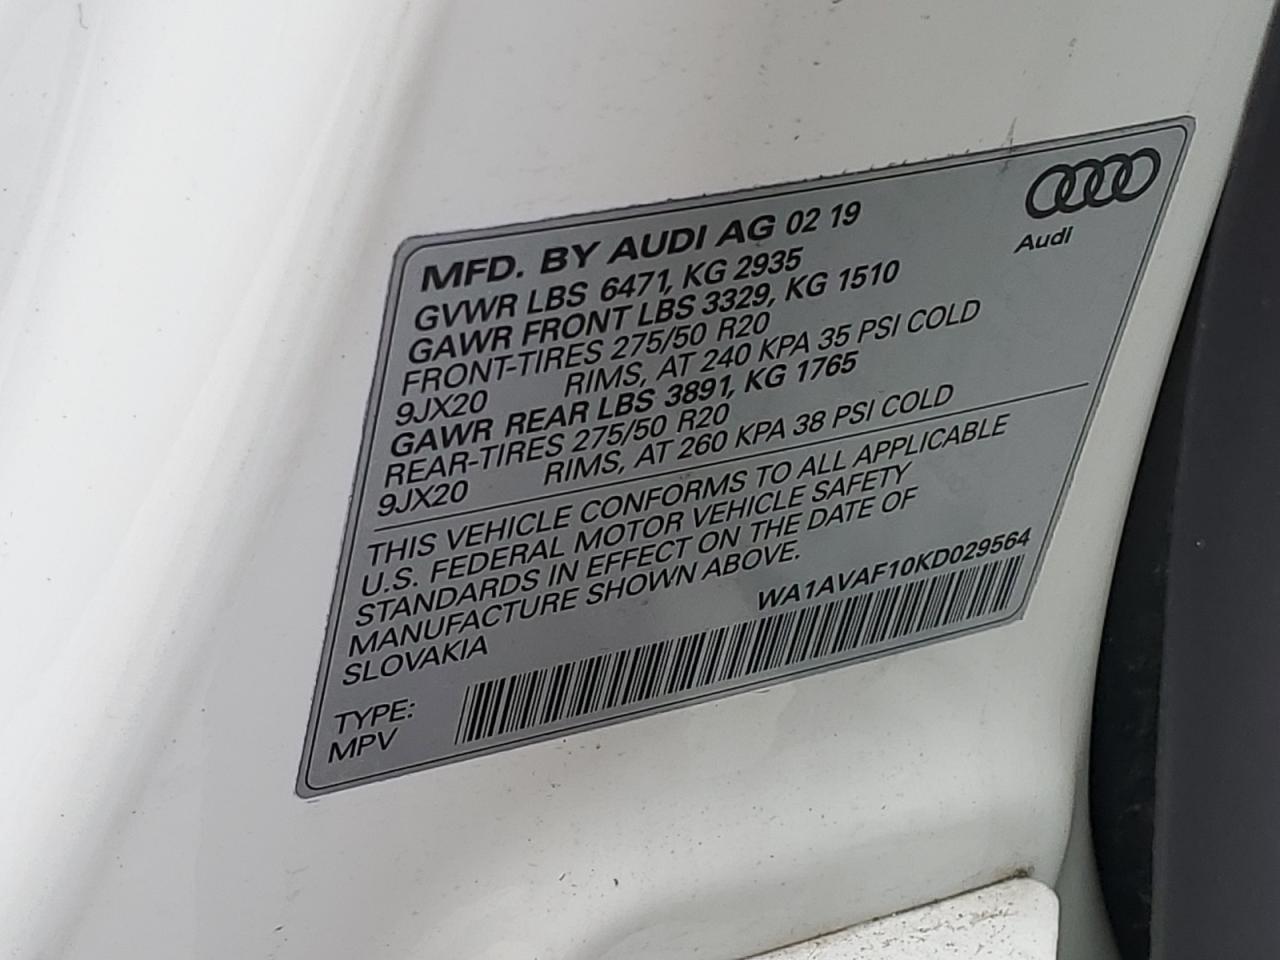 MFD. BY AUDI AG 02 19
GVWR LBS 6471, KG 2935
GAWR FRONT LBS 3329, KG 1510
FRONT-TIRES 275/50 R20
9JX20 RIMS, AT 240 KPA 35 PSI COLD
GAWR REAR LBS 3891, KG 1765
REAR-TIRES 275/50 R20
9JX20 RIMS, AT 260 KPA 38 PSI COLD
Audi
THIS VEHICLE CONFORMS TO ALL APPLICABLE
U.S. FEDERAL MOTOR VEHICLE SAFETY
STANDARDS IN EFFECT ON THE DATE OF
MANUFACTURE SHOWN ABOVE.
SLOVAKIA
WA1AVAF10KD029564
TYPE:
MPV